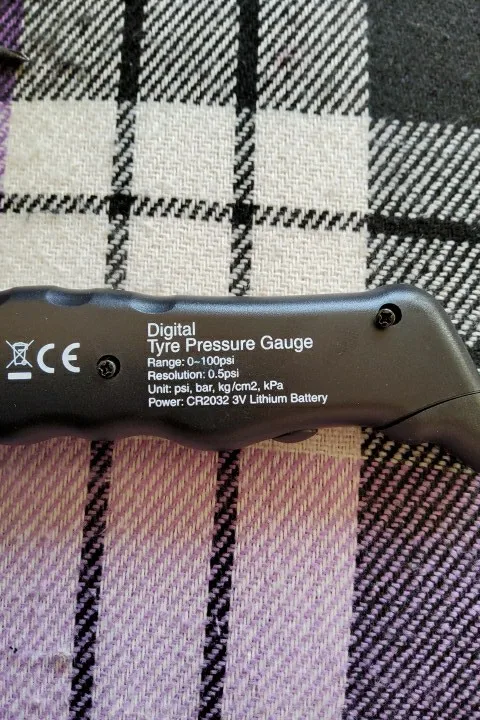 CE
Digital
Tyre Pressure Gauge
Range: 0~100psi
Resolution: 0.5psi
Unit: psi, bar, kg/cm2, kPa
Power: CR2032 3V Lithium Battery